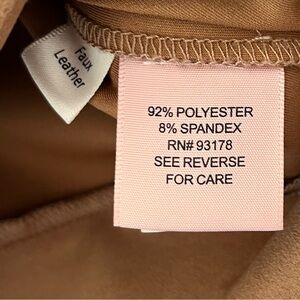 Faux
Leather
92% POLYESTER
8% SPANDEX
RN# 93178
SEE REVERSE
FOR CARE